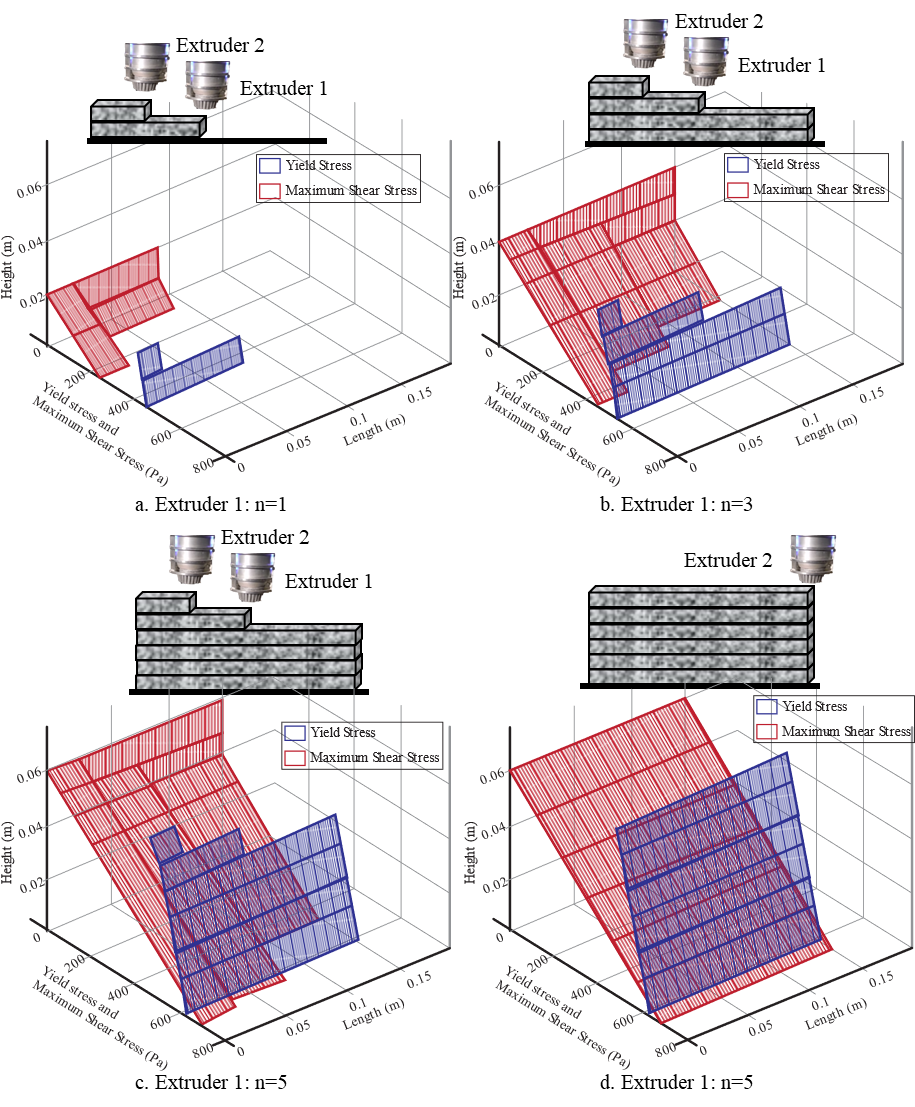 Extruder 2
Extruder 1
Yield Stress
Maximum Shear Stress
0.06
0.04
0.02
Height (m)
0
200
400
600
800
Yield stress and
Maximum Shear Stress (Pa)
0
0.05
0.1
0.15
Length (m)
a. Extruder 1: n=1
Extruder 2
Extruder 1
Yield Stress
Maximum Shear Stress
0.06
0.04
0.02
Height (m)
0
200
400
600
800
Yield stress and
Maximum Shear Stress (Pa)
0
0.05
0.1
0.15
Length (m)
b. Extruder 1: n=3
Extruder 2
Extruder 1
Yield Stress
Maximum Shear Stress
0.06
0.04
0.02
Height (m)
0
200
400
600
800
Yield stress and
Maximum Shear Stress (Pa)
0
0.05
0.1
0.15
Length (m)
c. Extruder 1: n=5
Extruder 2
Yield Stress
Maximum Shear Stress
0.06
0.04
0.02
Height (m)
0
200
400
600
800
Yield stress and
Maximum Shear Stress (Pa)
0
0.05
0.1
0.15
Length (m)
d. Extruder 1: n=5